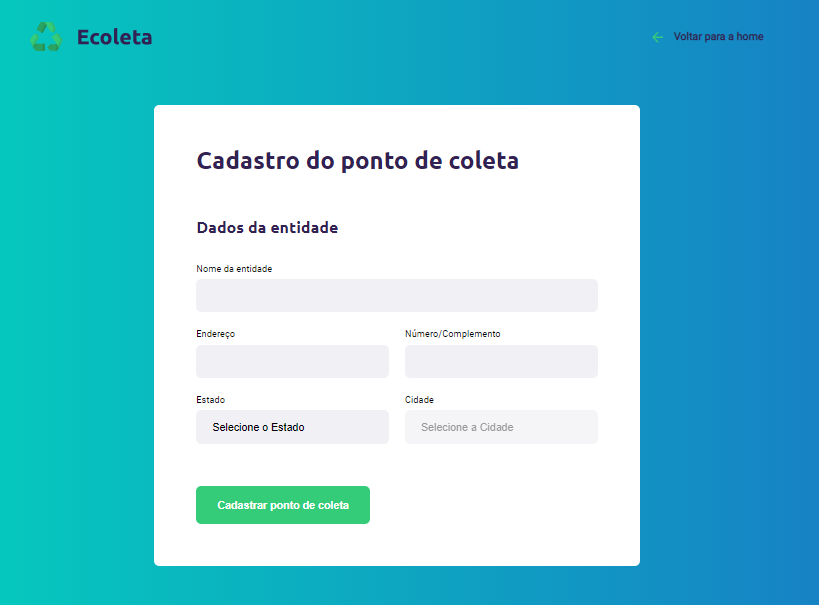 Ecoleta
Voltar para a home
Cadastro do ponto de coleta
Dados da entidade
Nome da entidade
Endereço
Número/Complemento
Estado
Cidade
Selecione o Estado
Selecione a Cidade
Cadastrar ponto de coleta